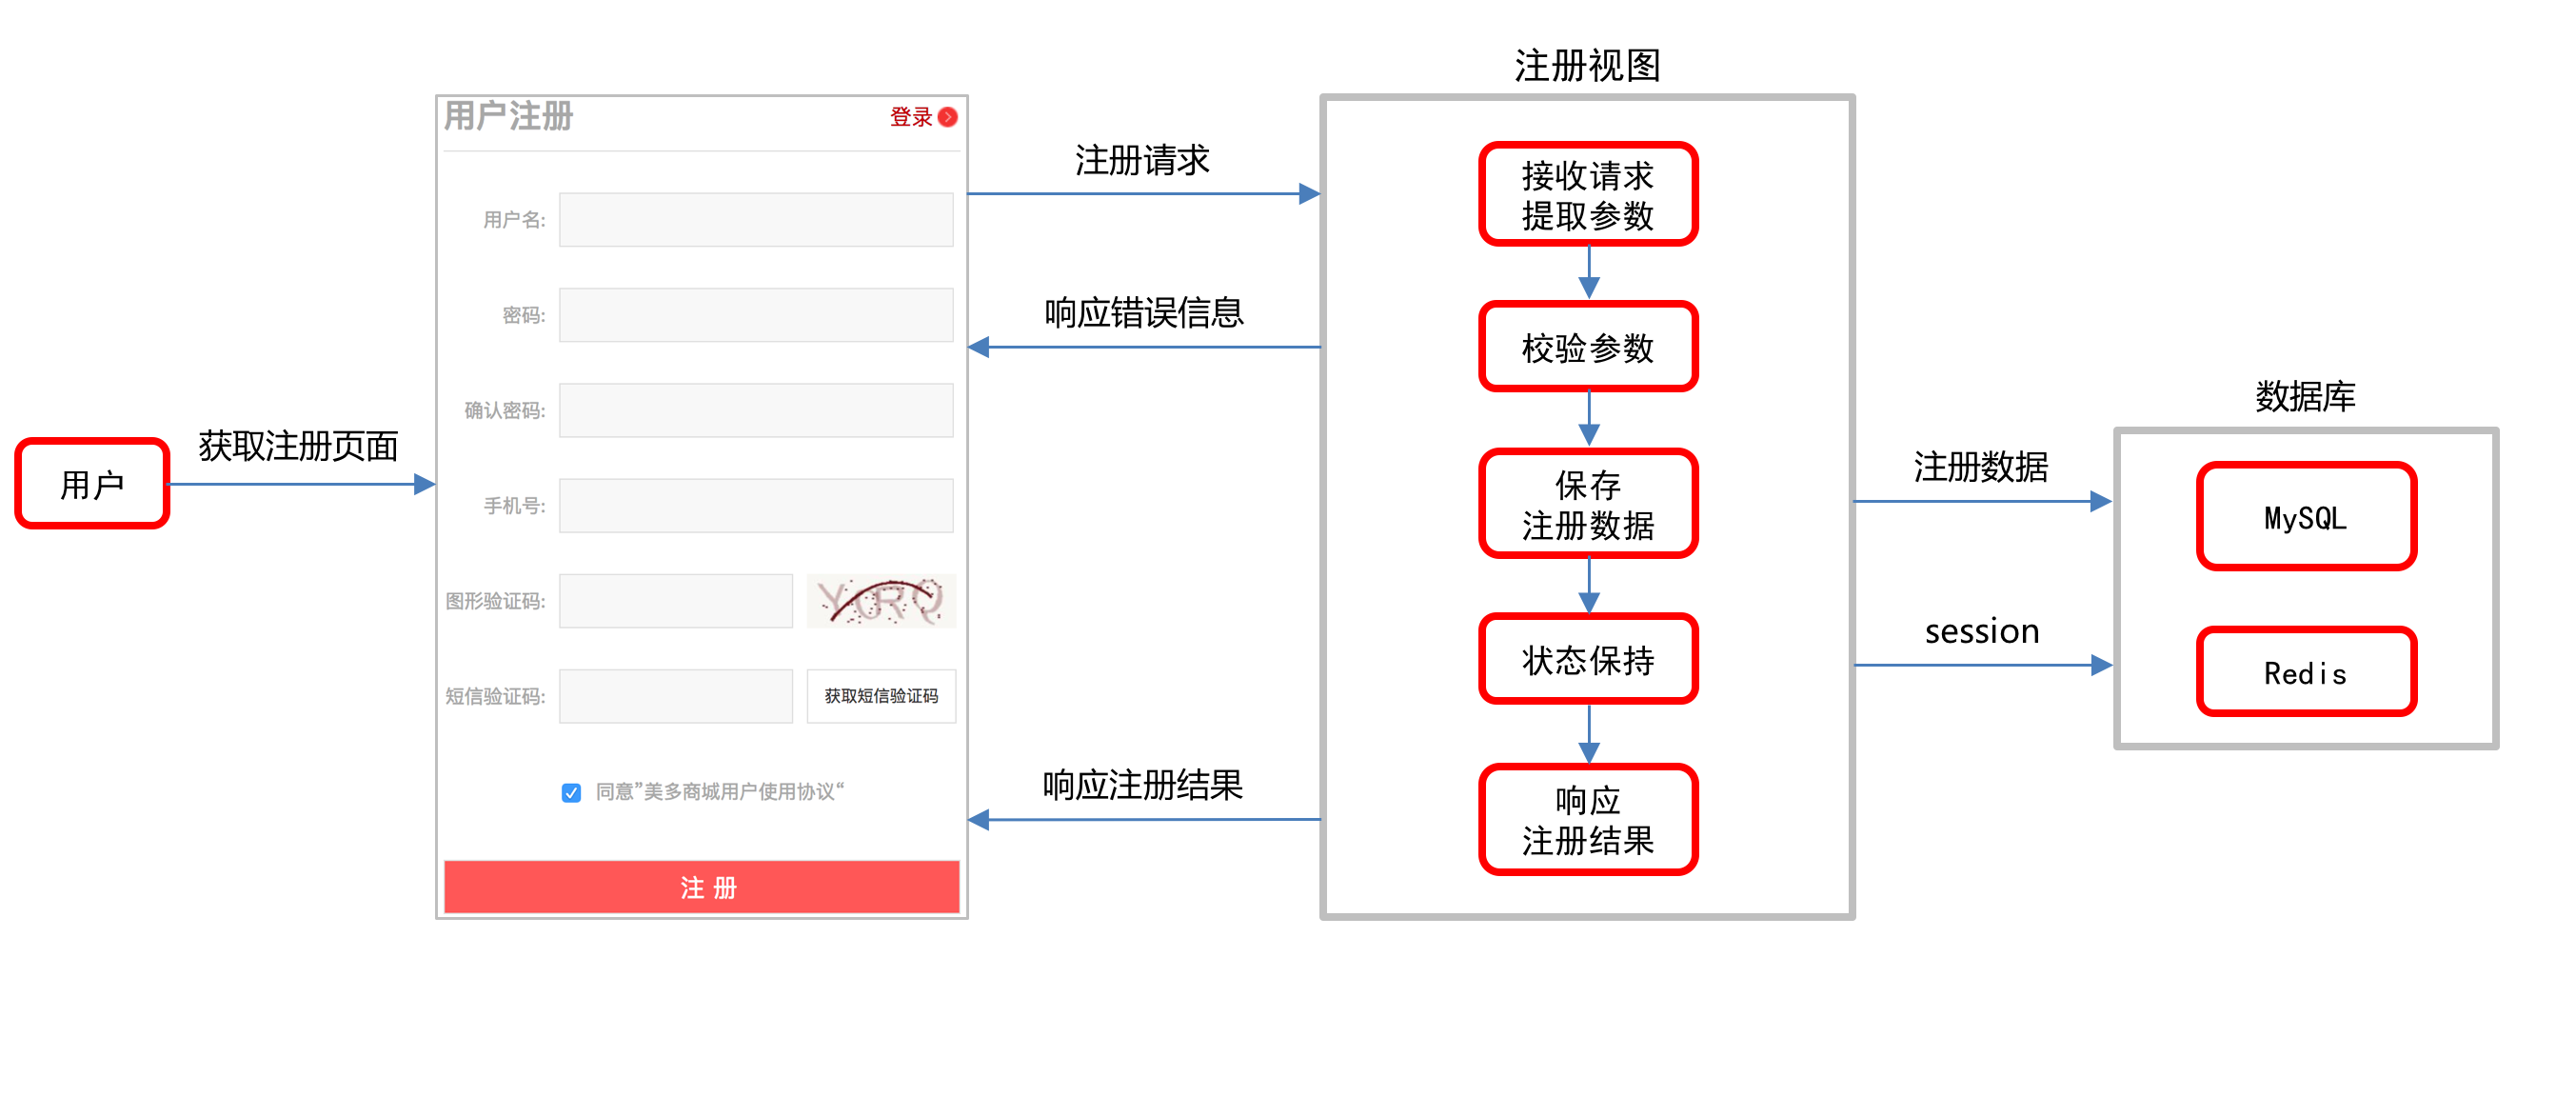 用户
获取注册页面
用户注册
登录
用户名:
密码:
确认密码:
手机号:
图形验证码:
短信验证码:
获取短信验证码
同意”美多商城用户使用协议“
注 册
注册请求
响应错误信息
响应注册结果
注册视图
接收请求
提取参数
校验参数
保存
注册数据
状态保持
响应
注册结果
注册数据
session
数据库
MySQL
Redis